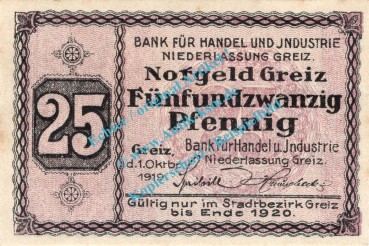 BANK FÜR HANDEL UND JNDUSTRIE
NIEDERLASSUNG GREIZ.
Notgeld Greiz
25
Fünfundzwanzig
Pfennig
Greiz,
d.1.Oktbr.
1919.
Bank für Handel u. Jndustrie
Niederlassung Greiz.
Gültig nur im Stadtbezirk Greiz
bis Ende 1920.